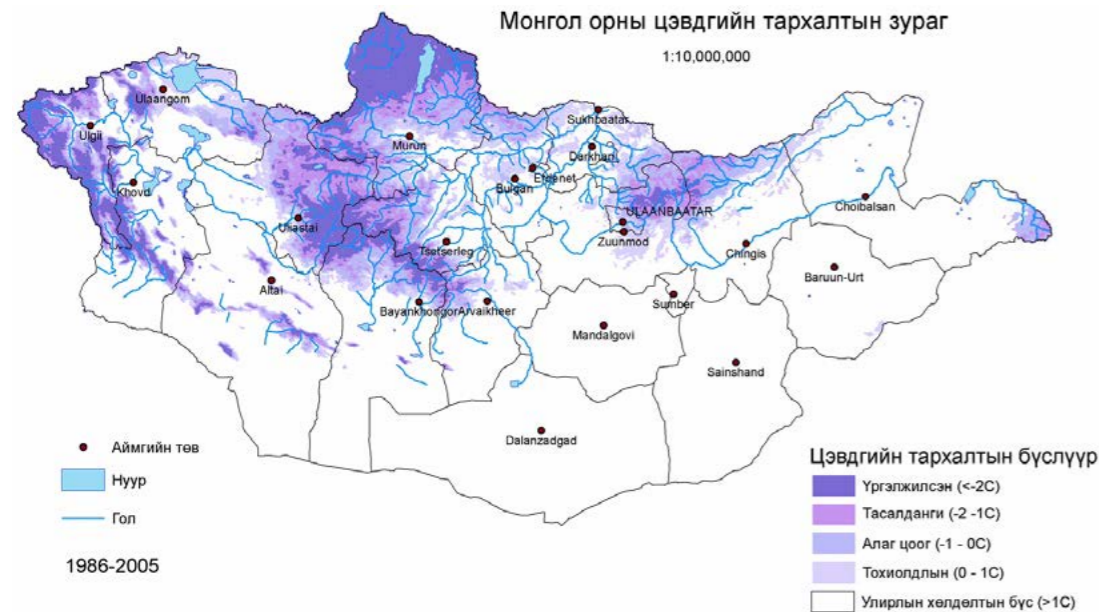 Монгол орны цэвдгийн тархалтын зураг
1:10,000,000
Ulaangom
Ulgii
Khovd
Murun
Sukhbaatar
Darkhan
Erdenet
Bulgan
Uliastai
ULAANBAATAR
Zuunmod
Choibalsan
Tsetserleg
Chingis
Baruun-Urt
Altai
Bayankhongor
Arvaikheer
Sumber
Mandalgovi
Sainshand
Dalanzadgad
Аймгийн төв
Нуур
Гол
1986-2005
Цэвдгийн тархалтын бүслүүр
Үргэлжилсэн (<-2C)
Тасалданги (-2 -1C)
Алаг цоог (-1 - 0C)
Тохиолдлын (0 - 1C)
Улирлын хөлдөлтын бүс (>1C)